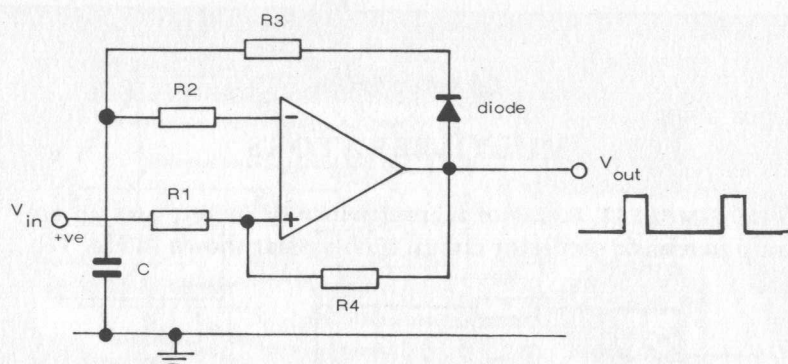 R3
R2
diode
R1
V in
+ve
V out
C
R4